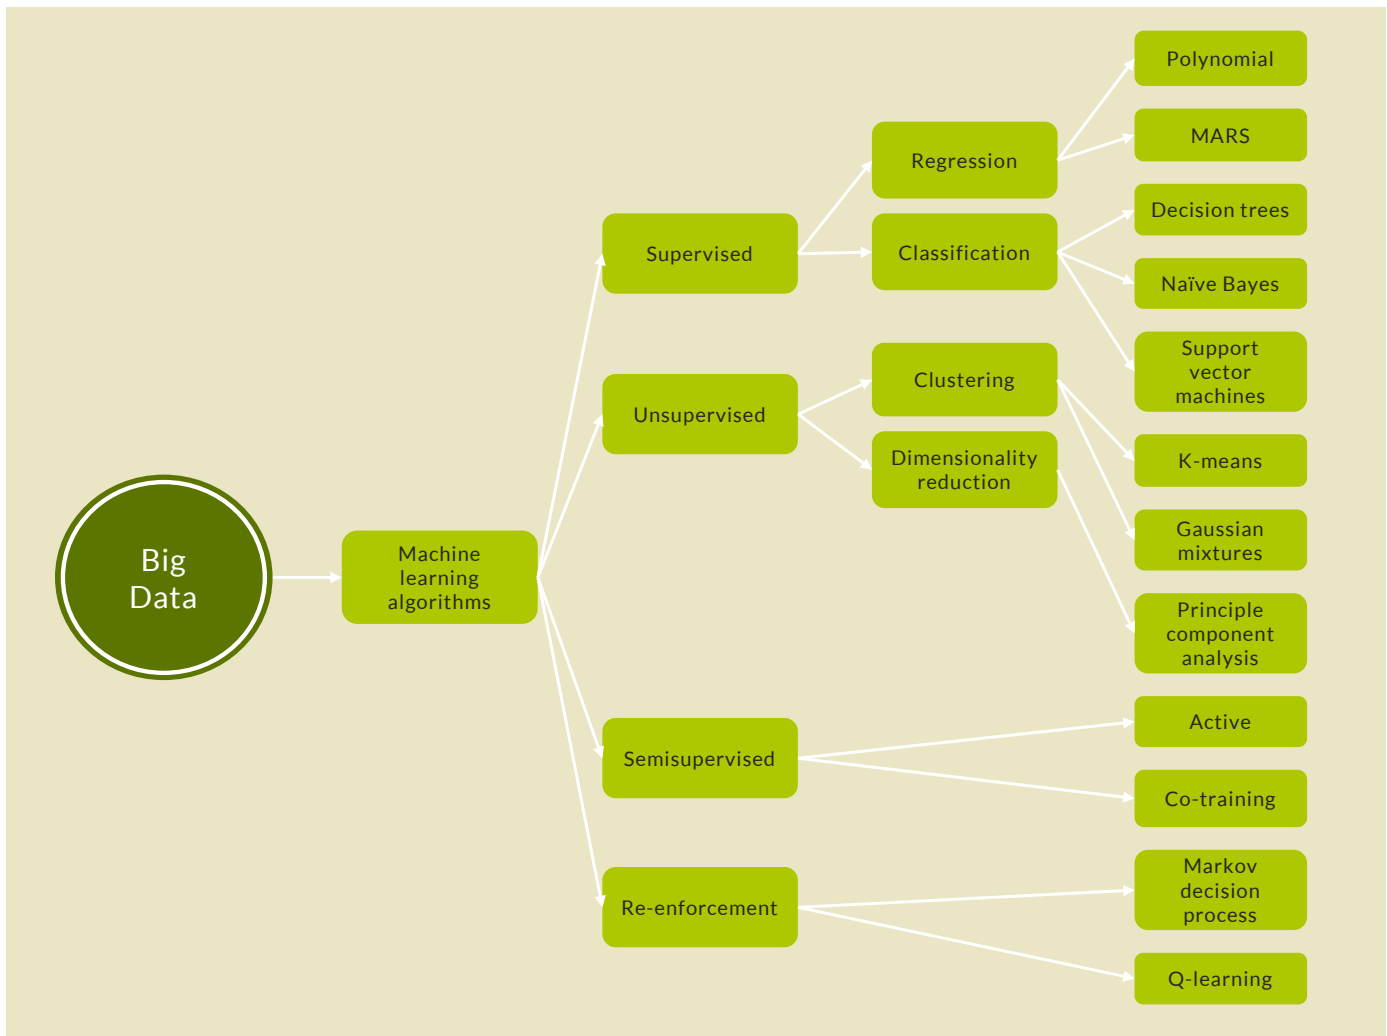 Big
Data
Machine
learning
algorithms
Supervised
Unsupervised
Semisupervised
Re-enforcement
Regression
Classification
Clustering
Dimensionality
reduction
Polynomial
MARS
Decision trees
Naïve Bayes
Support
vector
machines
K-means
Gaussian
mixtures
Principle
component
analysis
Active
Co-training
Markov
decision
process
Q-learning